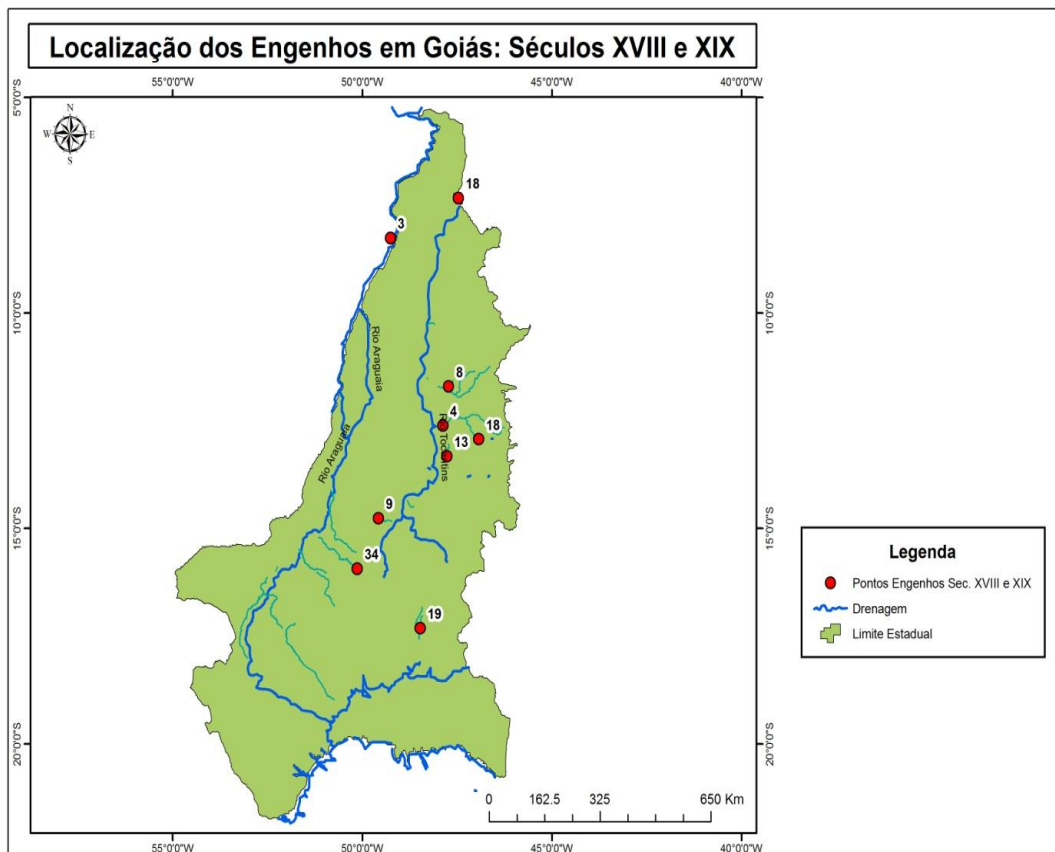 Localização dos Engenhos em Goiás: Séculos XVIII e XIX
55°0'0"W 50°0'0"W 45°0'0"W 40°0'0"W
5°0'0"S 5°0'0"S
N
W E
S
18
3
10°0'0"S 10°0'0"S
Rio Araguaia
8
4
18
13
Rio Araguaia
Tocantins
9
15°0'0"S 15°0'0"S
34
19
20°0'0"S 20°0'0"S
0 162.5 325 650 Km
55°0'0"W 50°0'0"W 45°0'0"W 40°0'0"W
Legenda
Pontos Engenhos Sec. XVIII e XIX
Drenagem
Limite Estadual